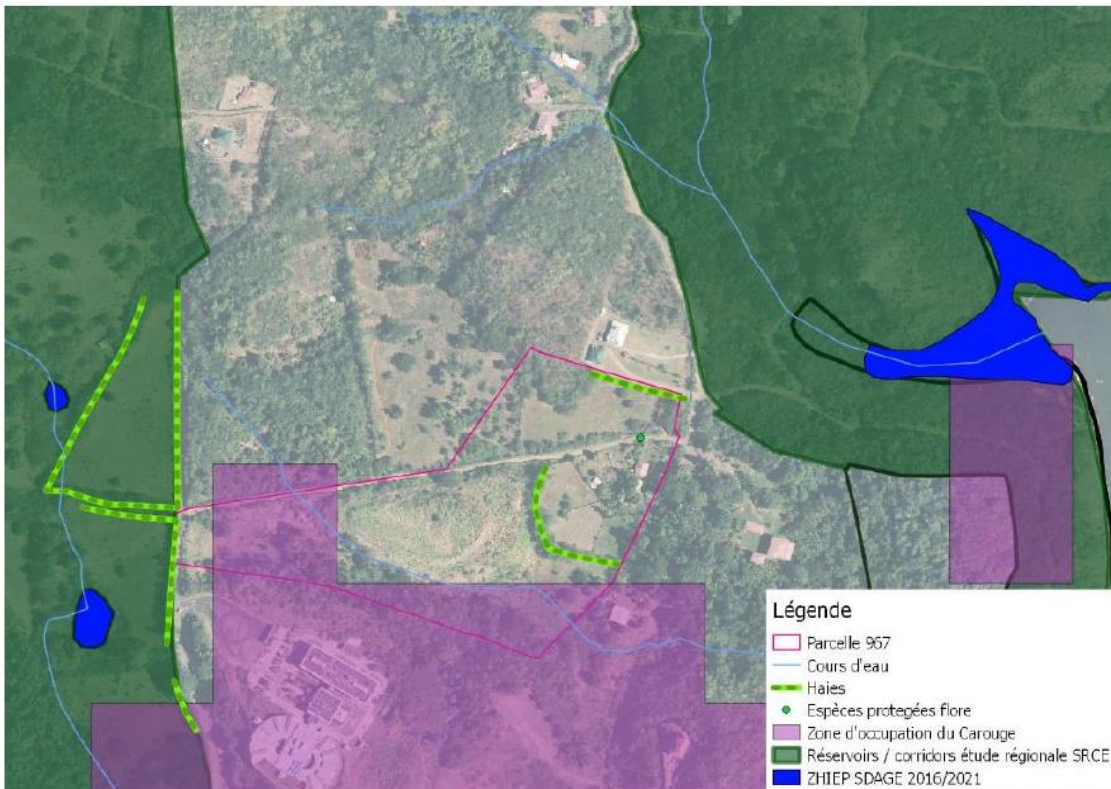 Légende
Parcelle 967
Cours d'eau
Haies
Espèces protegées flore
Zone d'occupation du Carouge
Réservoirs / corridors étude régionale SRCE
ZHIEP SDAGE 2016/2021